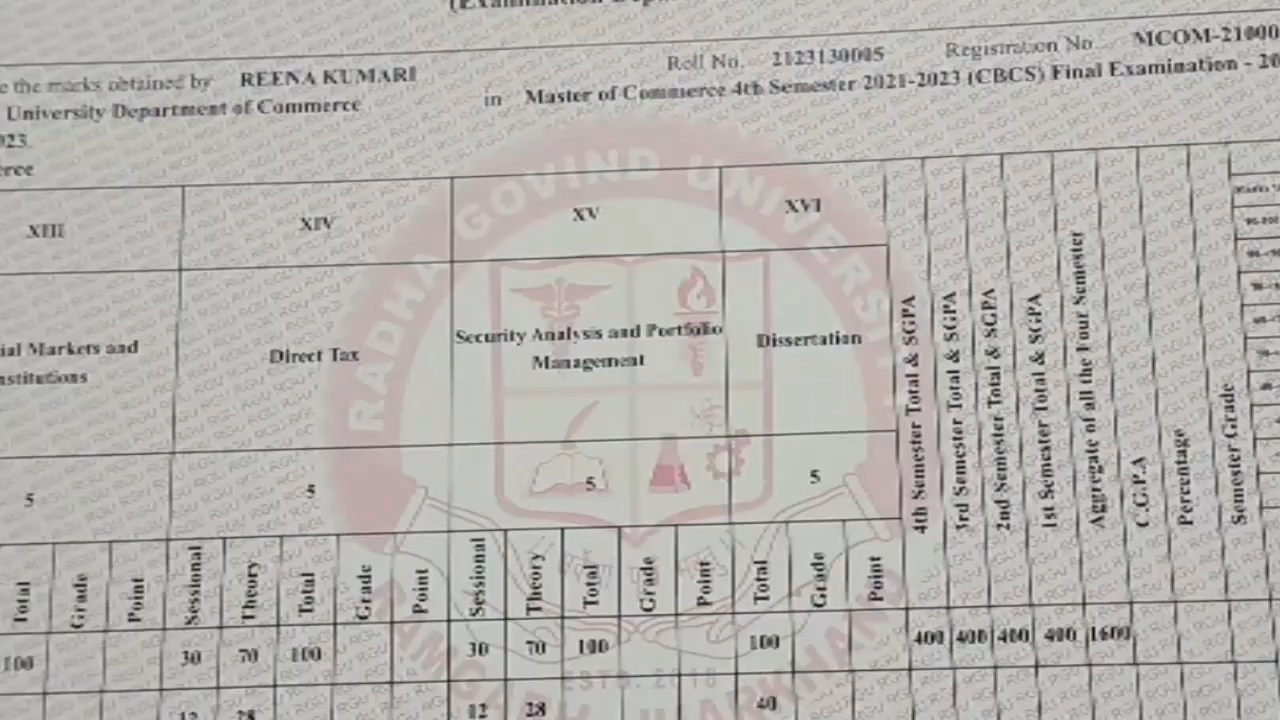 e the marks obtained by REENA KUMARI Roll No. 2123130005 Registration No MCOM-21000
University Department of Commerce in Master of Commerce 4th Semester 2021-2023 (CBCS) Final Examination - 20
023.
erce
XIII XIV XV XVI
ial Markets and
nstitutions
Direct Tax
Security Analysis and Portfolio
Management
Dissertation
4th Semester Total & SGPA
3rd Semester Total & SGPA
2nd Semester Total & SGPA
1st Semester Total & SGPA
Aggregate of all the Four Semester
C.G.P.A
Percentage
Semester Grade
5 5 5 5
Total Grade Point Sessional Theory Total Grade Point Sessional Theory Total Grade Point Total Grade Point
100 30 70 100 30 70 100 100 400 400 400 400 1600
12 28 12 28 40
RADHA GOVIND UNIVERSITY
RAMGARH, JHARKHAND
ESTD. 2018